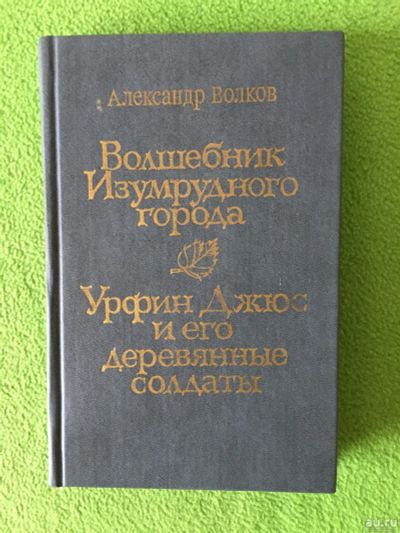 Александр Волков
Волшебник
Изумрудного
города
Урфин Джюс
и его
деревянные
солдаты
au.ru